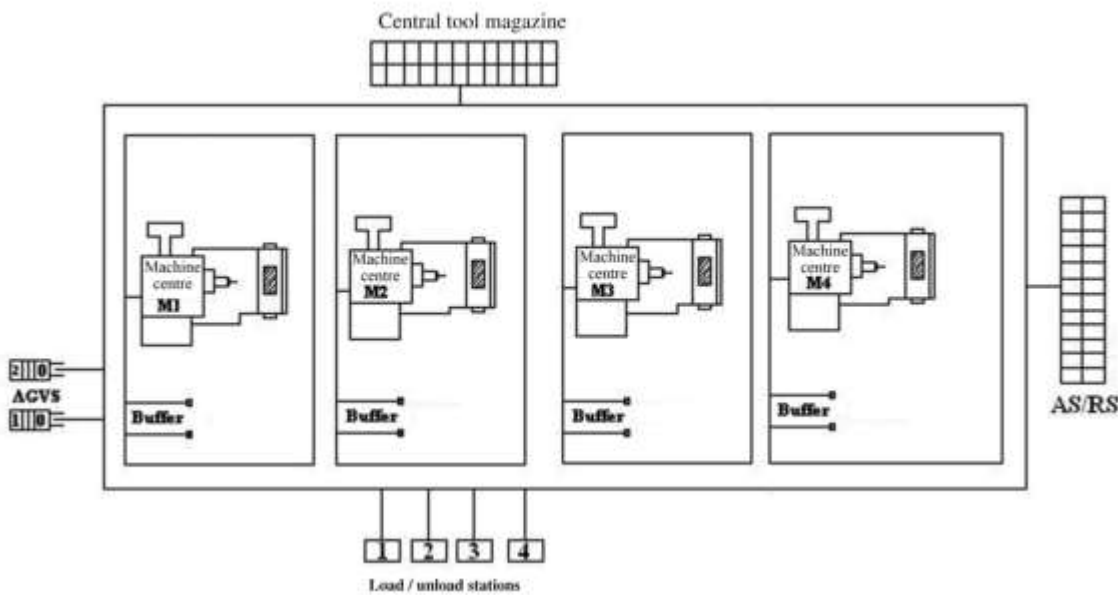 Central tool magazine
Machine
centre
M1
Machine
centre
M2
Machine
centre
M3
Machine
centre
M4
2 0
AGVS
1 0
Buffer
Buffer
Buffer
Buffer
AS/RS
1 2 3 4
Load / unload stations